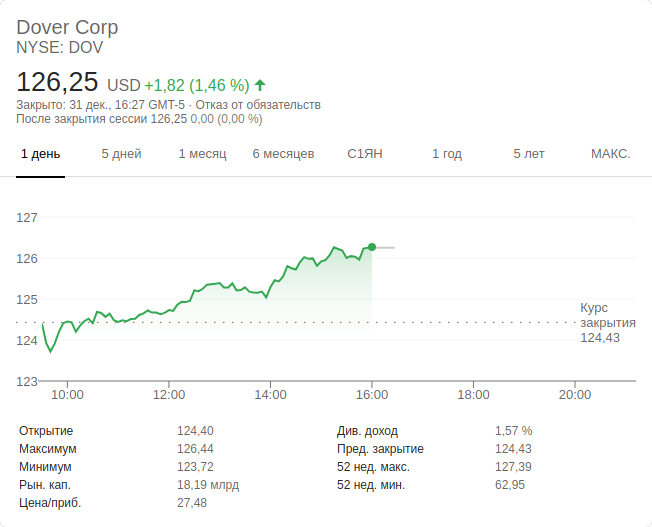 Dover Corp
NYSE: DOV
126,25 USD +1,82 (1,46 %)
Закрыто: 31 дек., 16:27 GMT-5 · Отказ от обязательств
После закрытия сессии 126,25 0,00 (0,00 %)
1 день 5 дней 1 месяц 6 месяцев С1ЯН 1 год 5 лет МАКС.
127
126
125
124
123
Курс
закрытия
124,43
10:00 12:00 14:00 16:00 18:00 20:00
Открытие 124,40 Див. доход 1,57 %
Максимум 126,44 Пред. закрытие 124,43
Минимум 123,72 52 нед. макс. 127,39
Рын. кап. 18,19 млрд 52 нед. мин. 62,95
Цена/приб. 27,48